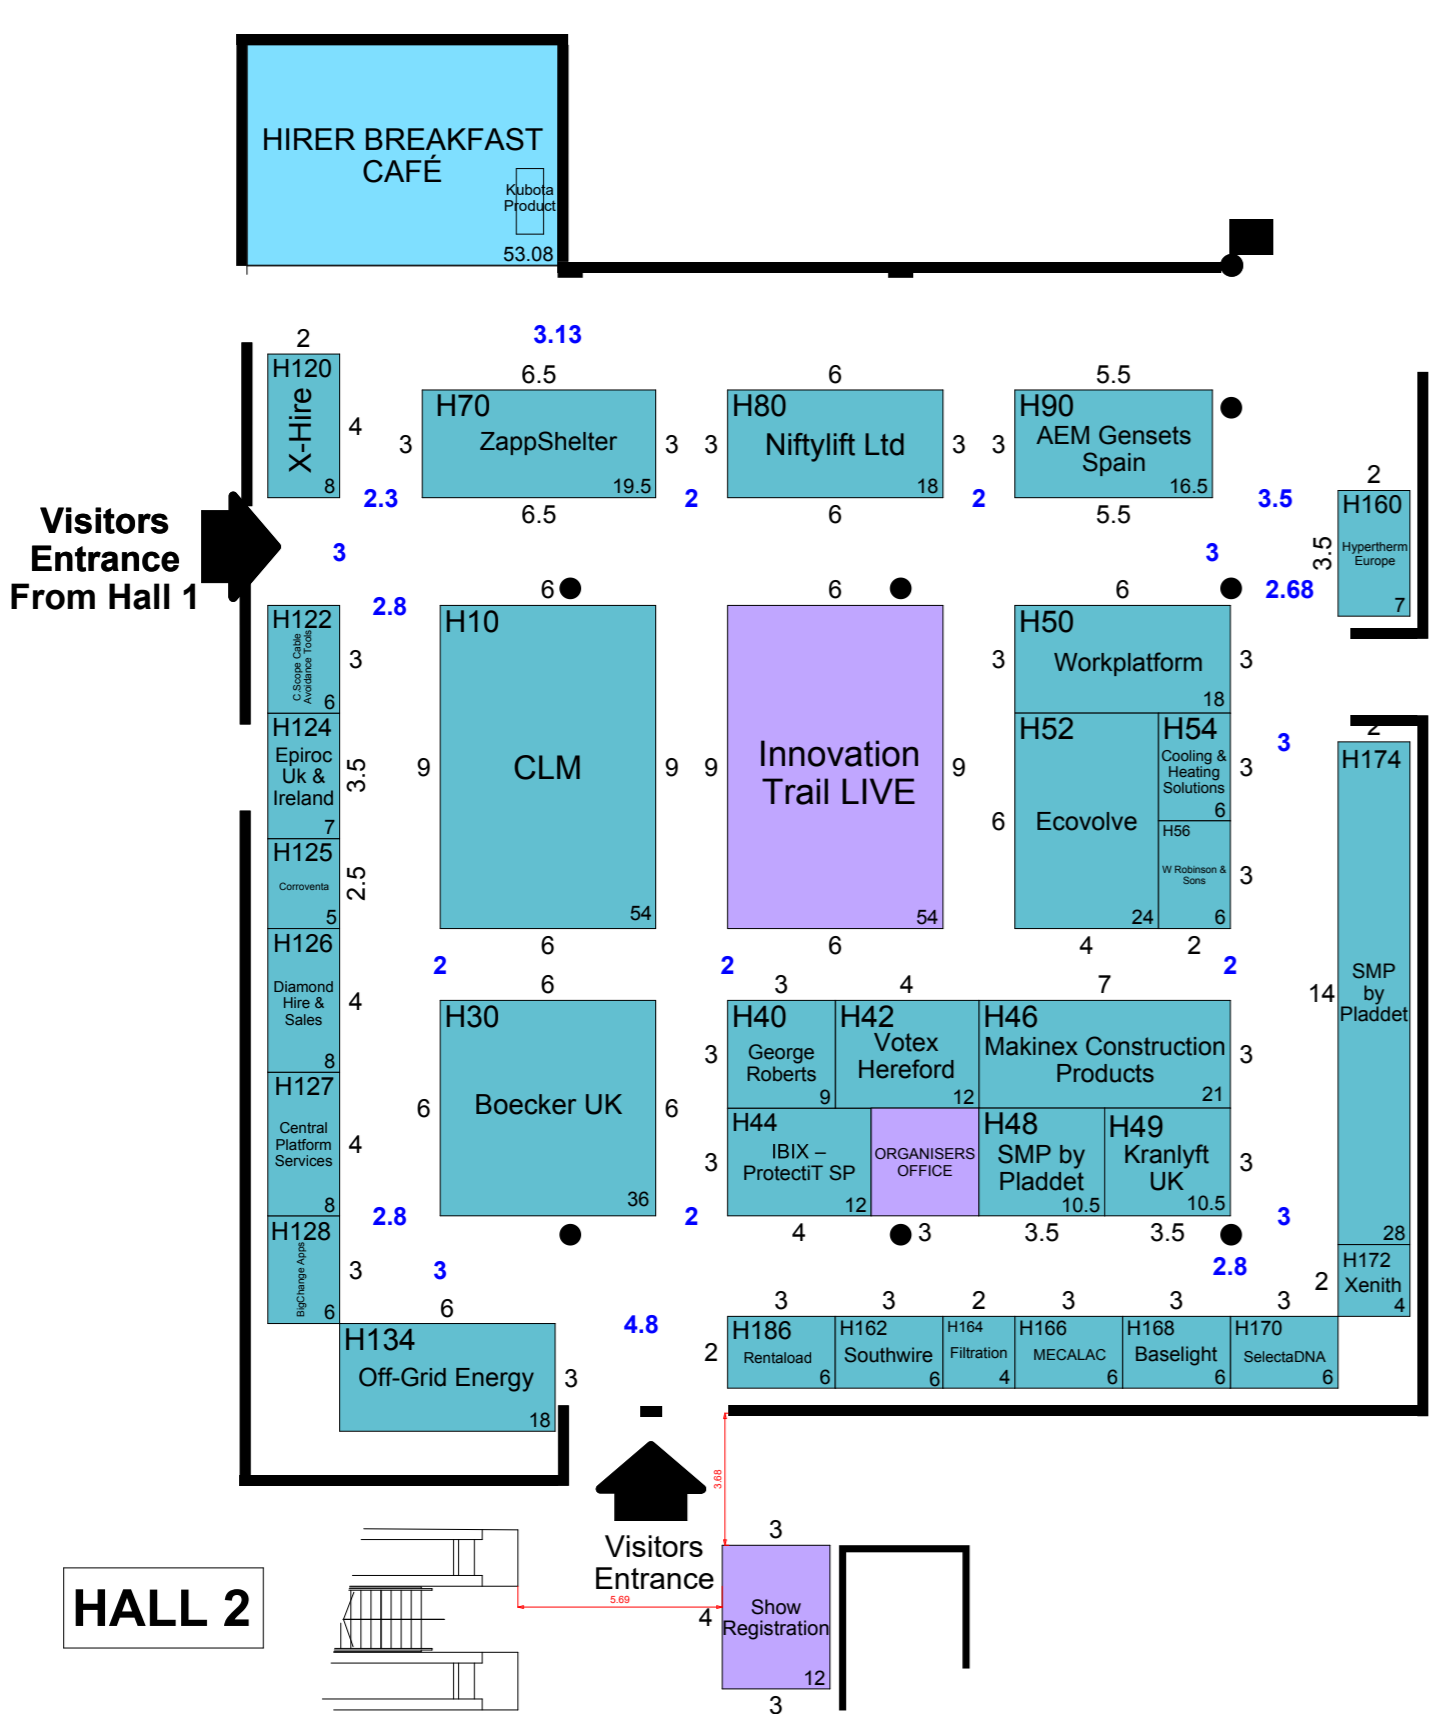 HIRER BREAKFAST
CAFÉ
Kubota
Product
53.08
3.13
2
H120
X-Hire
8
4
6.5
H70
ZappShelter
19.5
3
3
6.5
6
H80
Niftylift Ltd
18
3
3
6
5.5
H90
AEM Gensets
Spain
16.5
3
5.5
2.3
2
2
3.5
2
H160
Hypertherm
Europe
7
3.5
Visitors
Entrance
From Hall 1
3
3
2.8
2.68
H122
C.Scope Cable
Avoidance Tools
6
3
H124
Epiroc
Uk &
Ireland
7
3.5
H125
Corroventa
5
2.5
H126
Diamond
Hire &
Sales
8
4
H127
Central
Platform
Services
8
4
H128
BigChange Apps
6
3
6
H10
CLM
54
9
9
6
6
Innovation
Trail LIVE
54
9
9
6
6
H50
Workplatform
18
3
3
H52
Ecovolve
24
6
4
H54
Cooling &
Heating
Solutions
6
3
H56
W Robinson &
Sons
6
3
2
3
2
H174
SMP
by
Pladdet
28
14
H172
Xenith
4
2
2
2
2
6
H30
Boecker UK
36
6
6
3
H40
George
Roberts
9
3
4
H42
Votex
Hereford
12
7
H46
Makinex Construction
Products
21
3
H44
IBIX –
ProtectiT SP
12
3
4
ORGANISERS
OFFICE
3
H48
SMP by
Pladdet
10.5
3.5
H49
Kranlyft
UK
10.5
3
3.5
2.8
2
3
3
2.8
4.8
6
H134
Off-Grid Energy
18
3
3
H186
Rentaload
6
2
3
H162
Southwire
6
2
H164
Filtration
4
3
H166
MECALAC
6
3
H168
Baselight
6
3
H170
SelectaDNA
6
3.68
Visitors
Entrance
5.69
3
Show
Registration
12
4
3
HALL 2